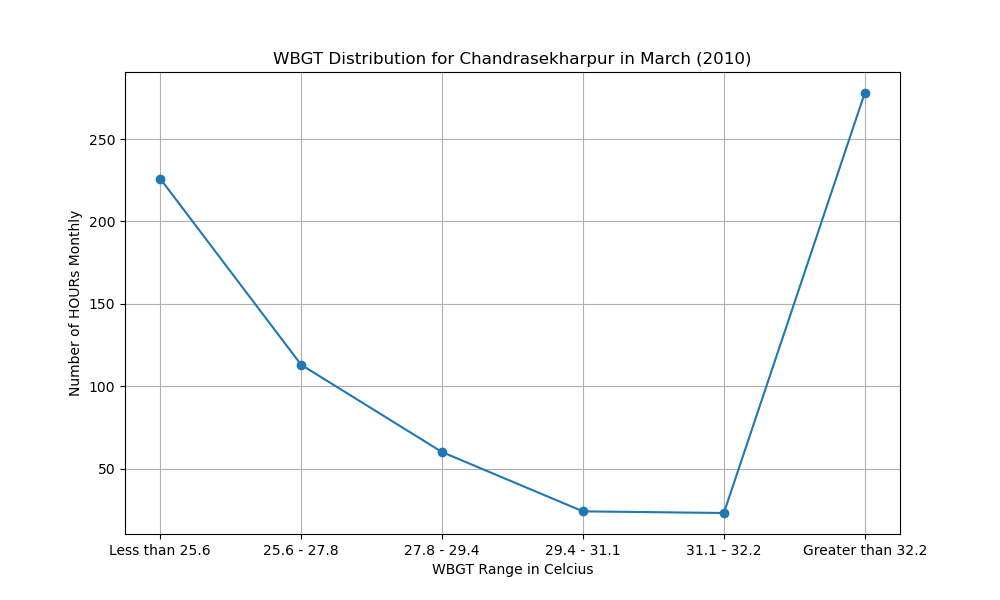 WBGT Distribution for Chandrasekharpur in March (2010)
Number of HOURs Monthly
250
200
150
100
50
Less than 25.6
25.6 - 27.8
27.8 - 29.4
29.4 - 31.1
31.1 - 32.2
Greater than 32.2
WBGT Range in Celcius